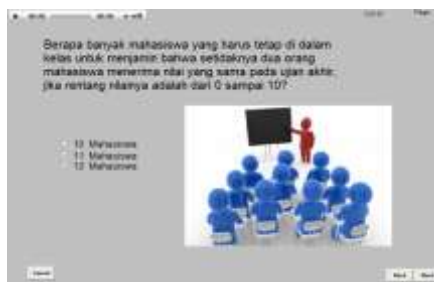 Berapa banyak mahasiswa yang harus tetap di dalam
kelas untuk menjamin bahwa setidaknya dua orang
mahasiswa menerima nilai yang sama pada ujian akhir,
jika rentang nilainya adalah dari 0 sampai 10?
10 Mahasiswa
11 Mahasiswa
12 Mahasiswa